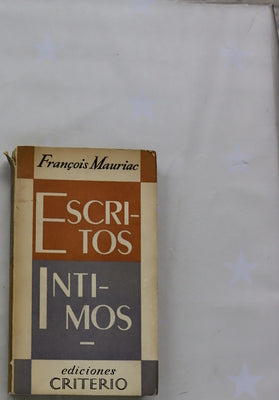 François Mauriac
ESCRI-
TOS
INTI-
MOS
ediciones
CRITERIO